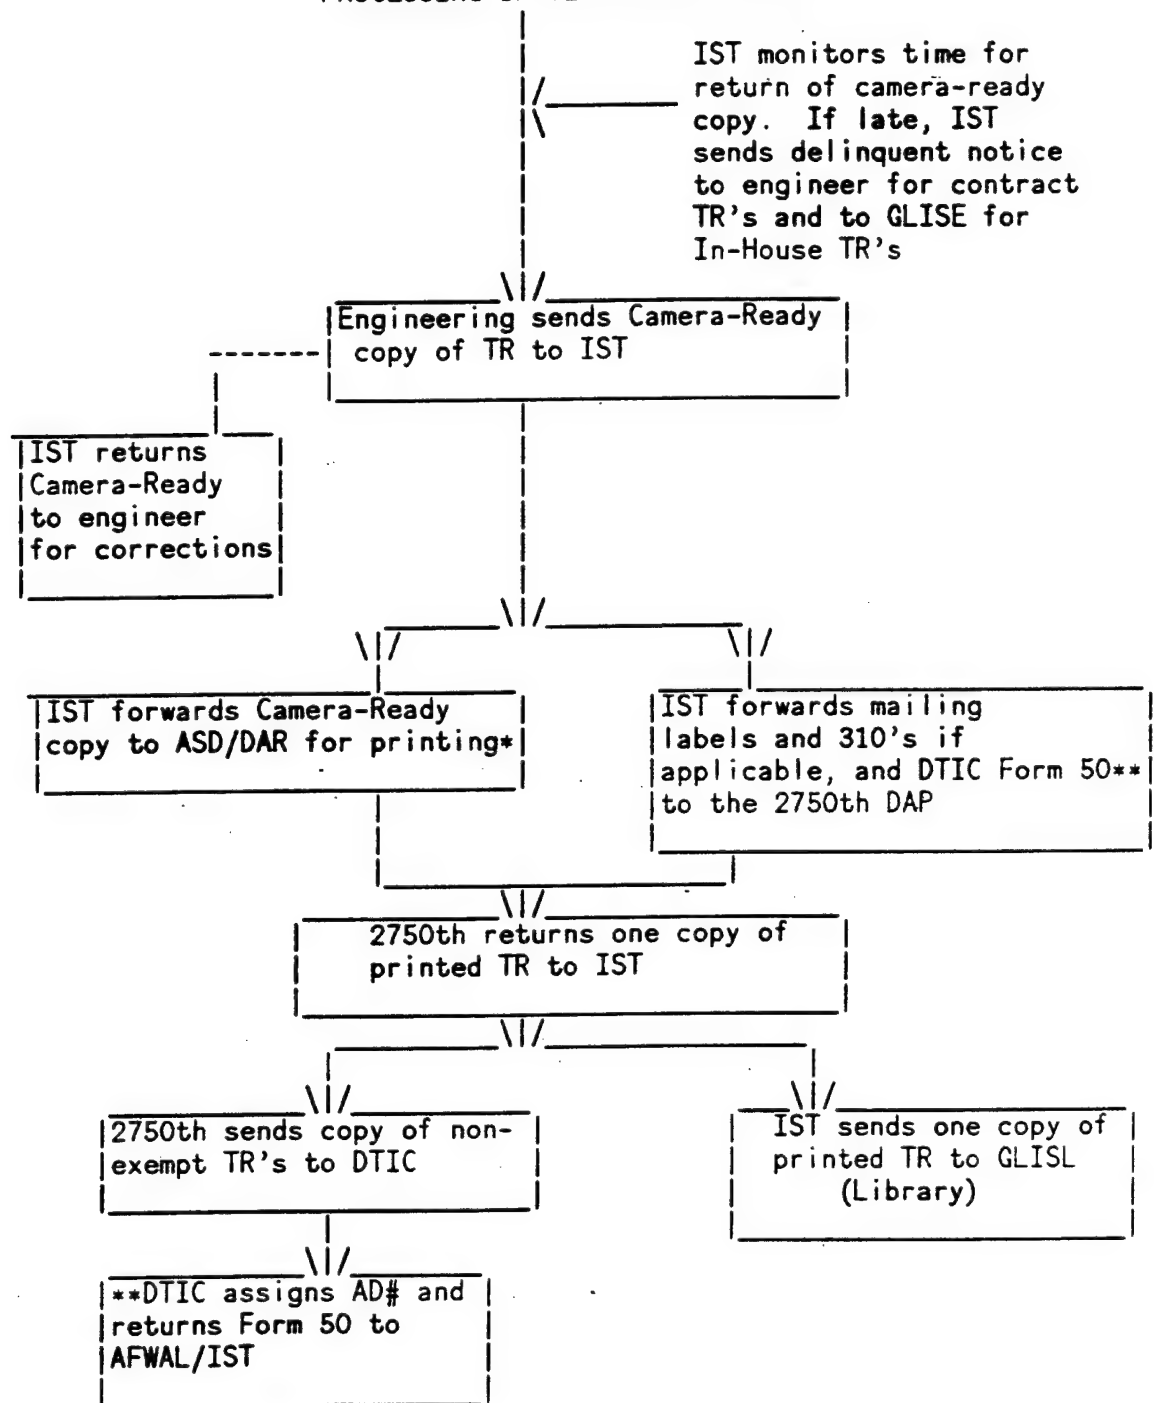 IST monitors time for
return of camera-ready
copy. If late, IST
sends delinquent notice
to engineer for contract
TR's and to GLISE for
In-House TR's
Engineering sends Camera-Ready
copy of TR to IST
IST returns
Camera-Ready
to engineer
for corrections
IST forwards Camera-Ready
copy to ASD/DAR for printing*
IST forwards mailing
labels and 310's if
applicable, and DTIC Form 50**
to the 2750th DAP
2750th returns one copy of
printed TR to IST
2750th sends copy of non-
exempt TR's to DTIC
IST sends one copy of
printed TR to GLISL
(Library)
**DTIC assigns AD# and
returns Form 50 to
AFWAL/IST